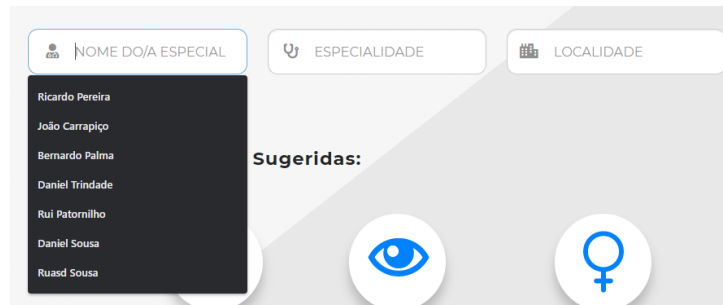 NOME DO/A ESPECIAL
ESPECIALIDADE
LOCALIDADE
Ricardo Pereira
João Carrapiço
Bernardo Palma
Daniel Trindade
Rui Patornilho
Daniel Sousa
Ruasd Sousa
Sugeridas: